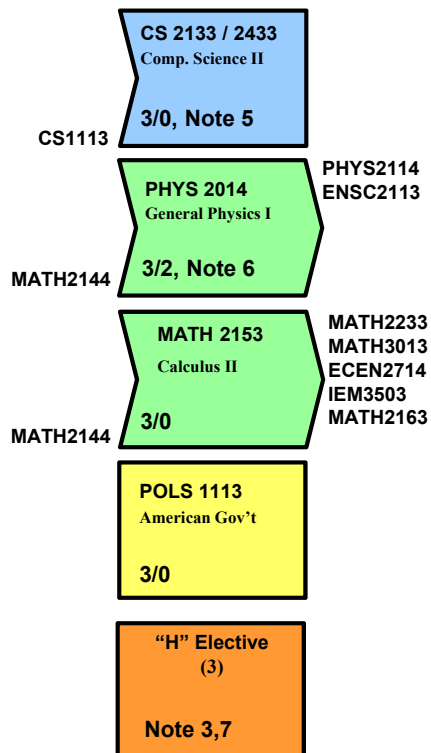 CS 2133 / 2433
Comp. Science II
3/0, Note 5
CS1113
PHYS 2014
General Physics I
3/2, Note 6
PHYS2114
ENSC2113
MATH2144
MATH 2153
Calculus II
3/0
MATH2233
MATH3013
ECEN2714
IEM3503
MATH2163
MATH2144
POLS 1113
American Gov’t
3/0
“H” Elective
(3)
Note 3,7